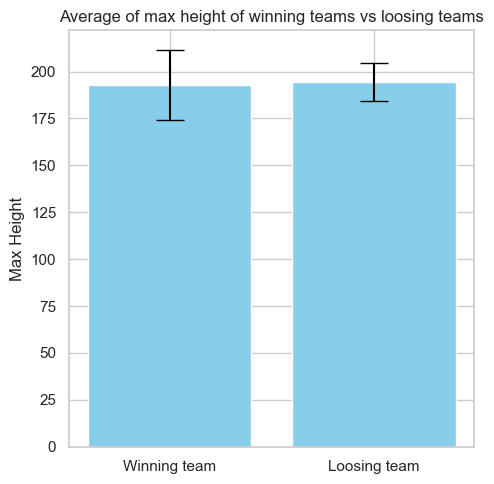 Average of max height of winning teams vs loosing teams
Max Height
200
175
150
125
100
75
50
25
0
Winning team
Loosing team